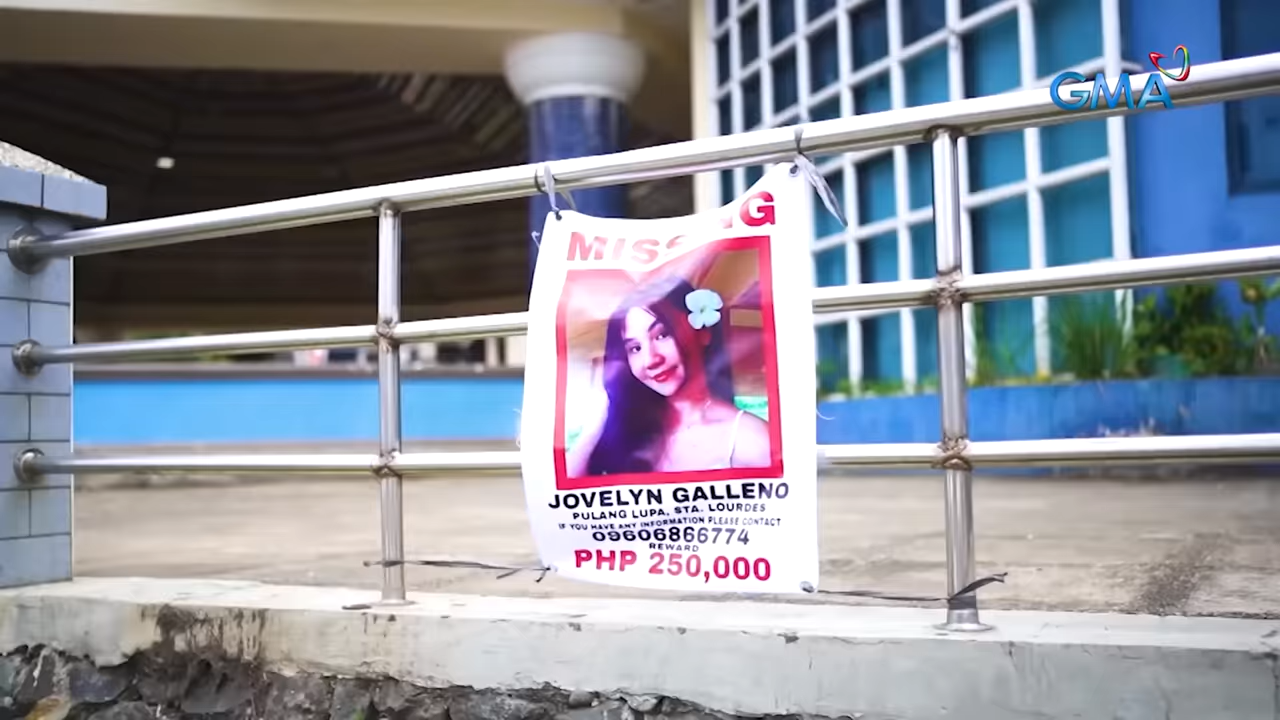 GMA
MISSING
JOVELYN GALLENO
PULANG LUPA, STA. LOURDES
IF YOU HAVE ANY INFORMATION PLEASE CONTACT
09606866774
REWARD
PHP 250,000